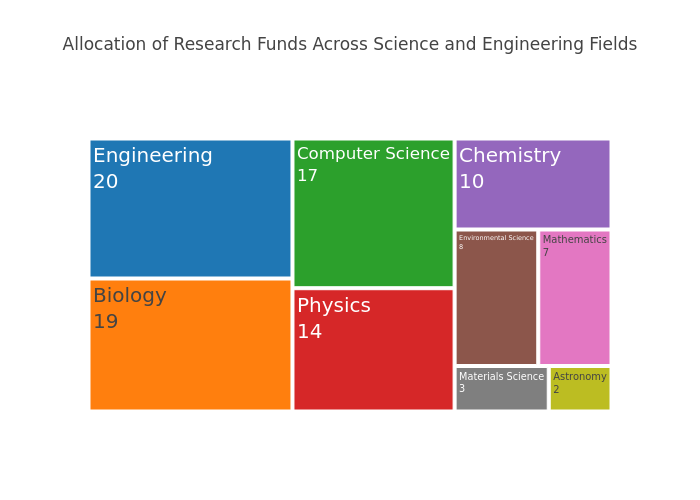 Allocation of Research Funds Across Science and Engineering Fields
Engineering
20
Computer Science
17
Chemistry
10
Environmental Science
8
Mathematics
7
Biology
19
Physics
14
Materials Science
3
Astronomy
2